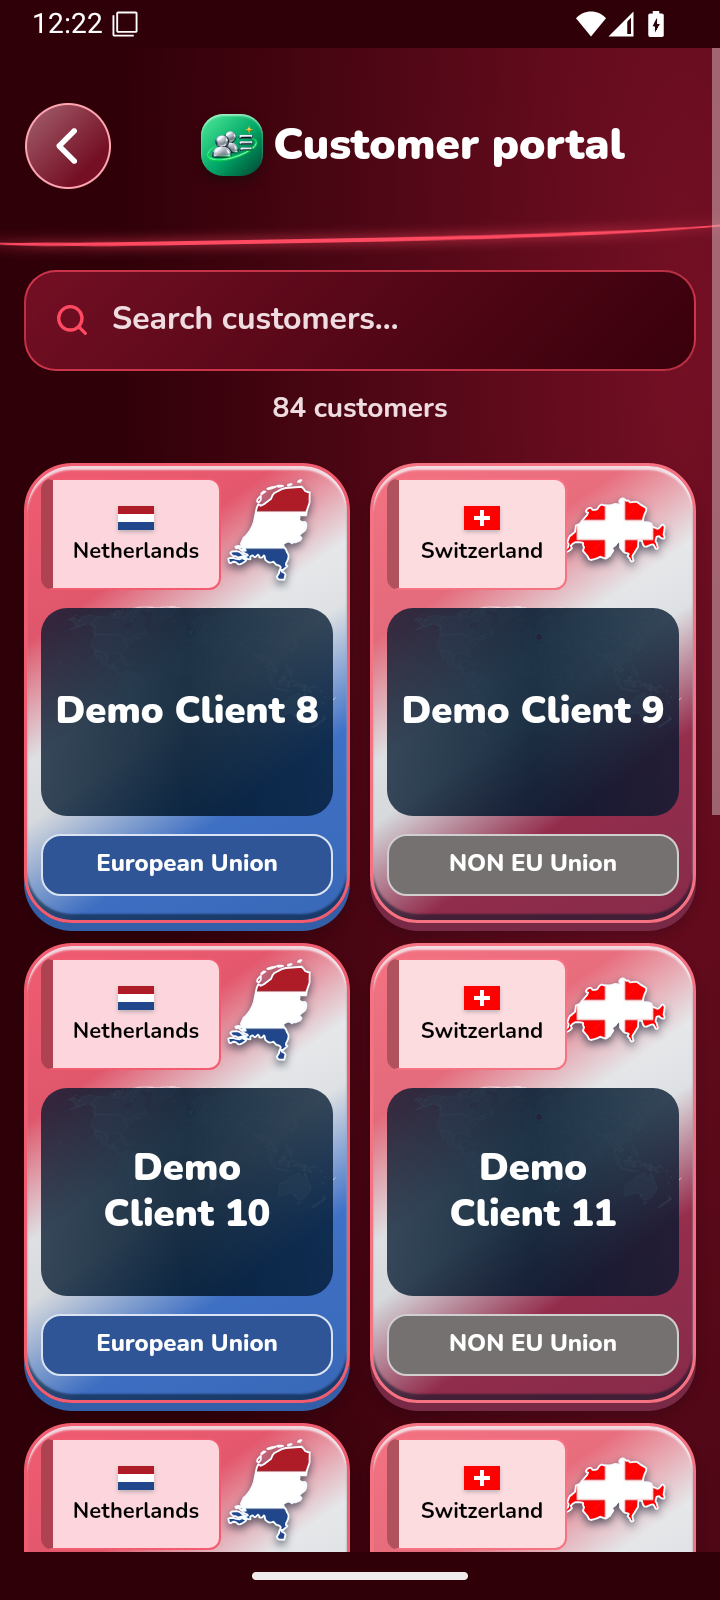 12:22
Customer portal
Search customers...
84 customers
Netherlands
Switzerland
Demo Client 8
Demo Client 9
European Union
NON EU Union
Netherlands
Switzerland
Demo
Client 10
Demo
Client 11
European Union
NON EU Union
Netherlands
Switzerland